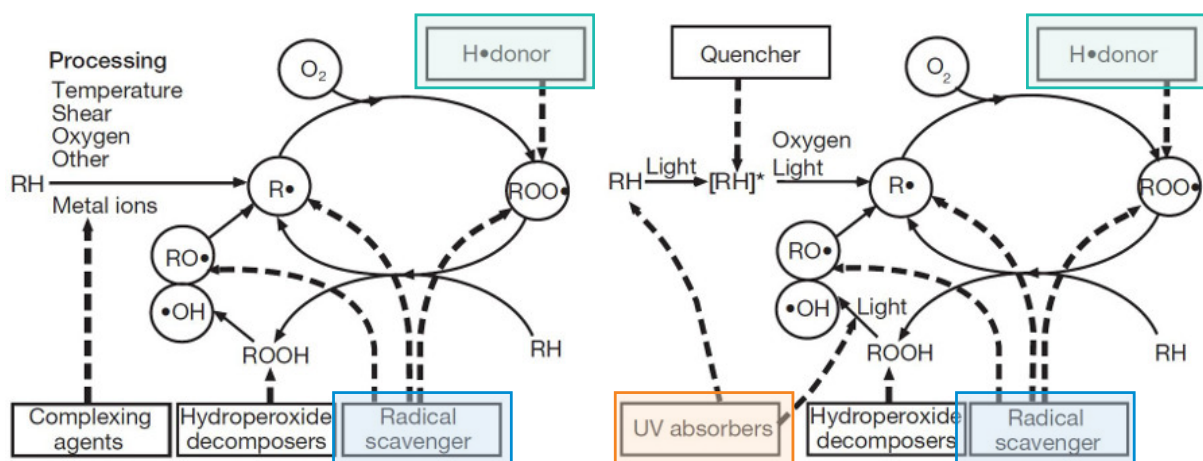 Processing
Temperature
Shear
Oxygen
Other
RH
Metal ions
O₂
H•donor
R•
ROO•
RO•
•OH
ROOH
RH
Complexing
agents
Hydroperoxide
decomposers
Radical
scavenger
Quencher
O₂
H•donor
RH
Light
[RH]*
Oxygen
Light
R•
ROO•
RO•
•OH
Light
ROOH
RH
UV absorbers
Hydroperoxide
decomposers
Radical
scavenger